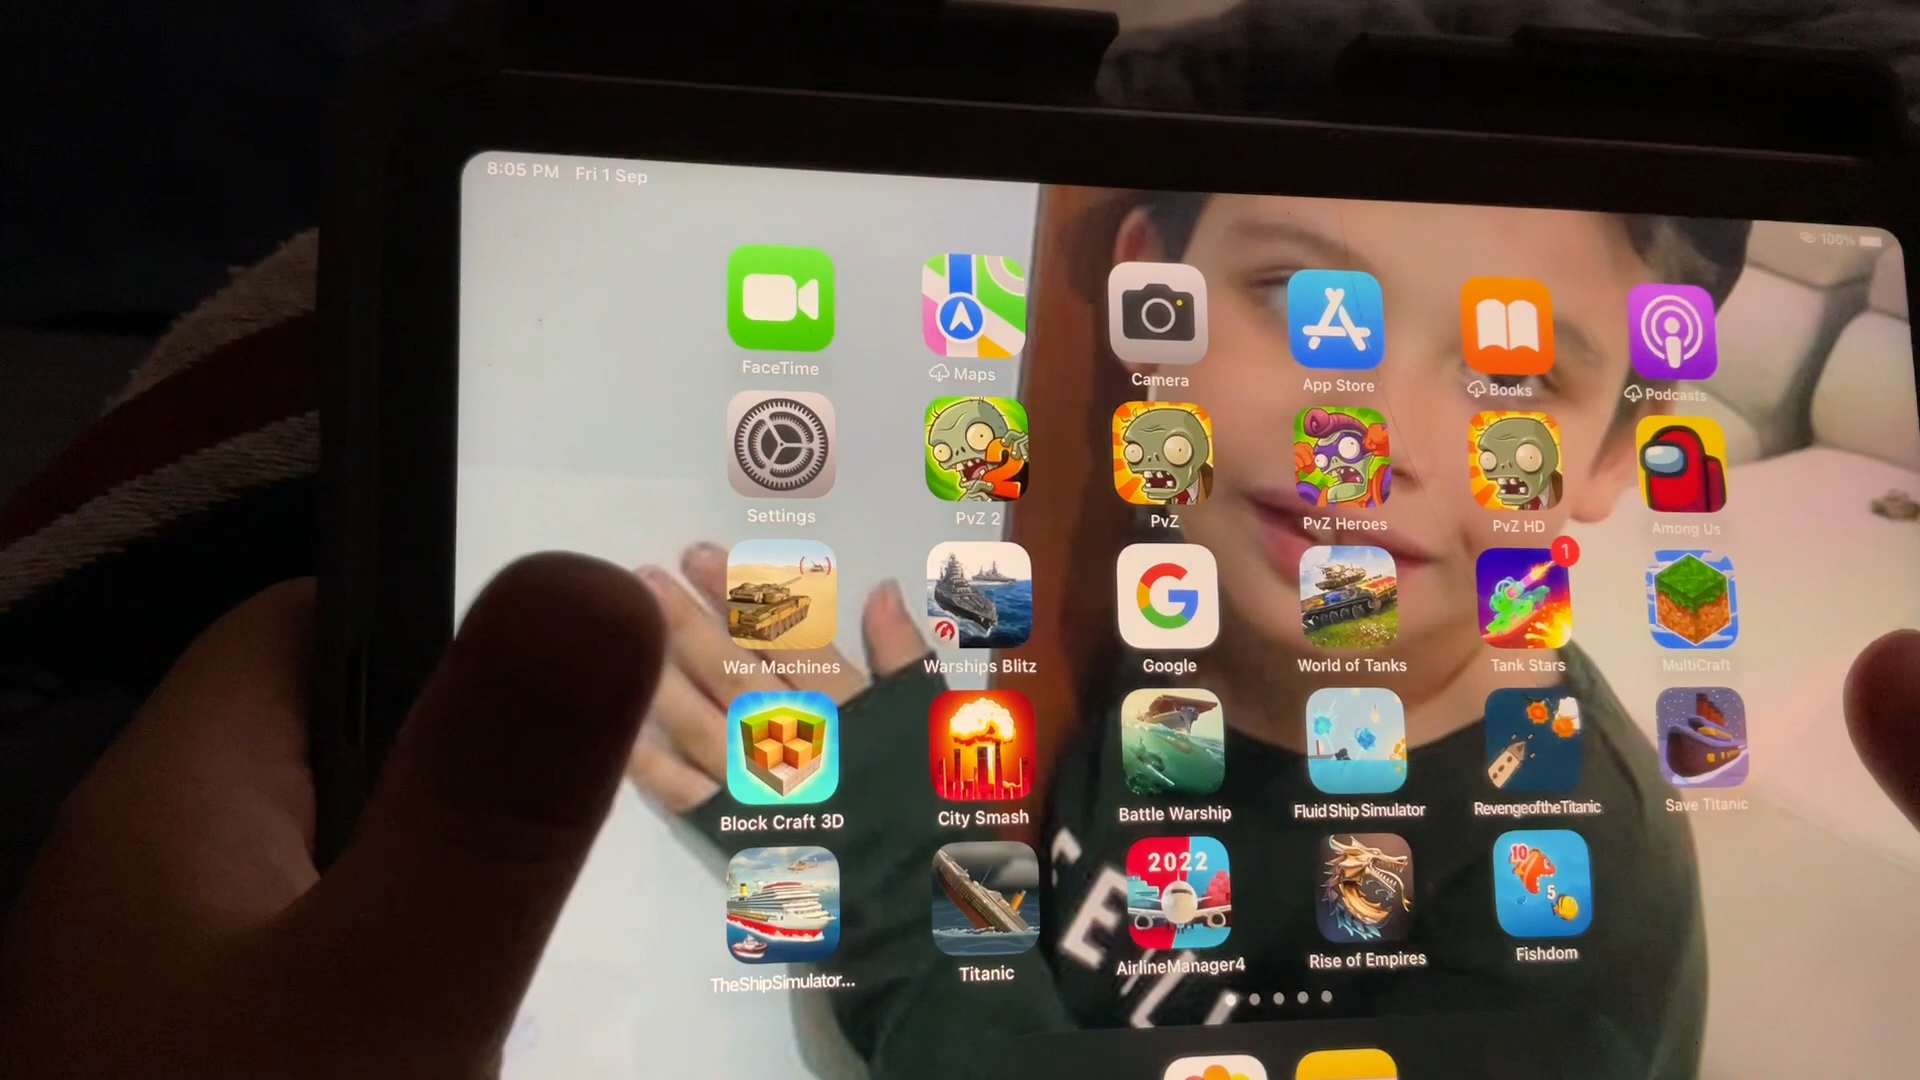 8:05 PM Fri 1 Sep
100%
FaceTime
Maps
Camera
App Store
Books
Podcasts
2
Settings
PvZ 2
PvZ
PvZ Heroes
PvZ HD
Among Us
1
War Machines
Warships Blitz
G
Google
World of Tanks
Tank Stars
MultiCraft
Block Craft 3D
City Smash
Battle Warship
Fluid Ship Simulator
RevengeoftheTitanic
Save Titanic
2022
10
5
TheShipSimulator...
Titanic
AirlineManager4
Rise of Empires
Fishdom